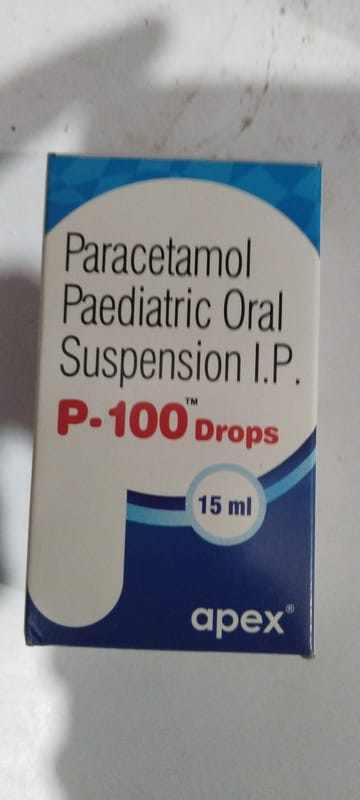 Paracetamol
Paediatric Oral
Suspension I.P.
P-100™ Drops
15 ml
apex®